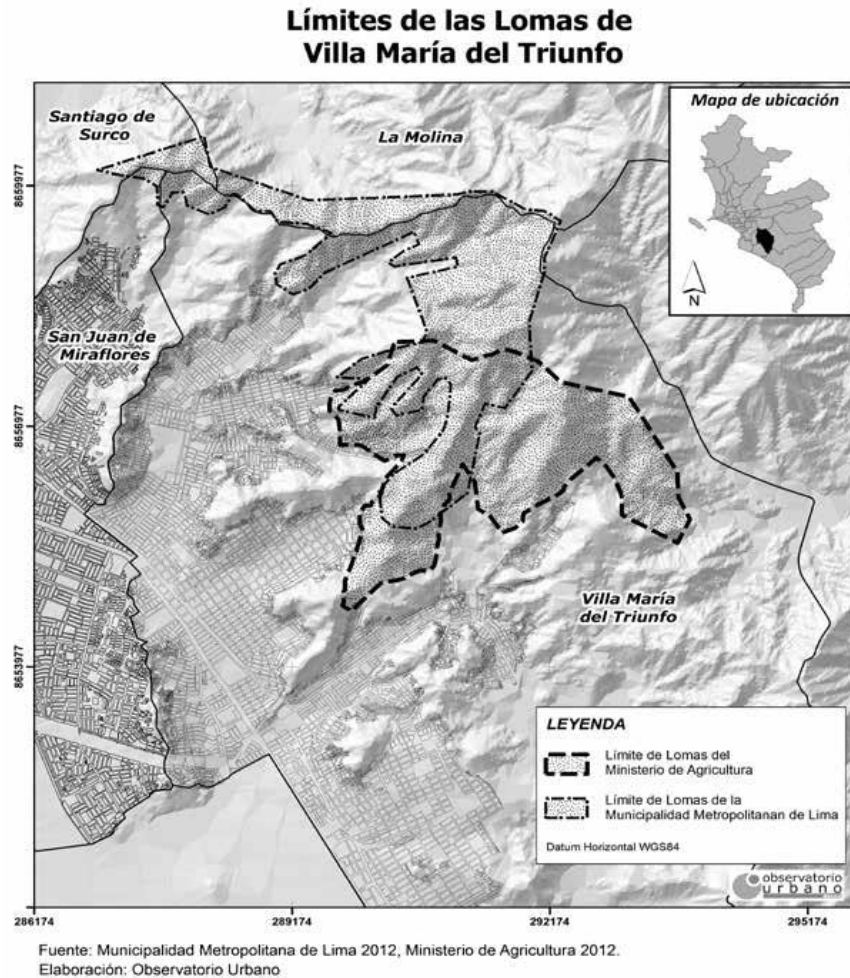 Límites de las Lomas de
Villa María del Triunfo
Santiago de
Surco
La Molina
Mapa de ubicación
N
8659977
San Juan de
Miraflores
8656977
Villa María
del Triunfo
8653977
LEYENDA
Límite de Lomas del
Ministerio de Agricultura
Límite de Lomas de la
Municipalidad Metropolitanan de Lima
Datum Horizontal WGS84
observatorio
urbano
286174
289174
292174
295174
Fuente: Municipalidad Metropolitana de Lima 2012, Ministerio de Agricultura 2012.
Elaboración: Observatorio Urbano